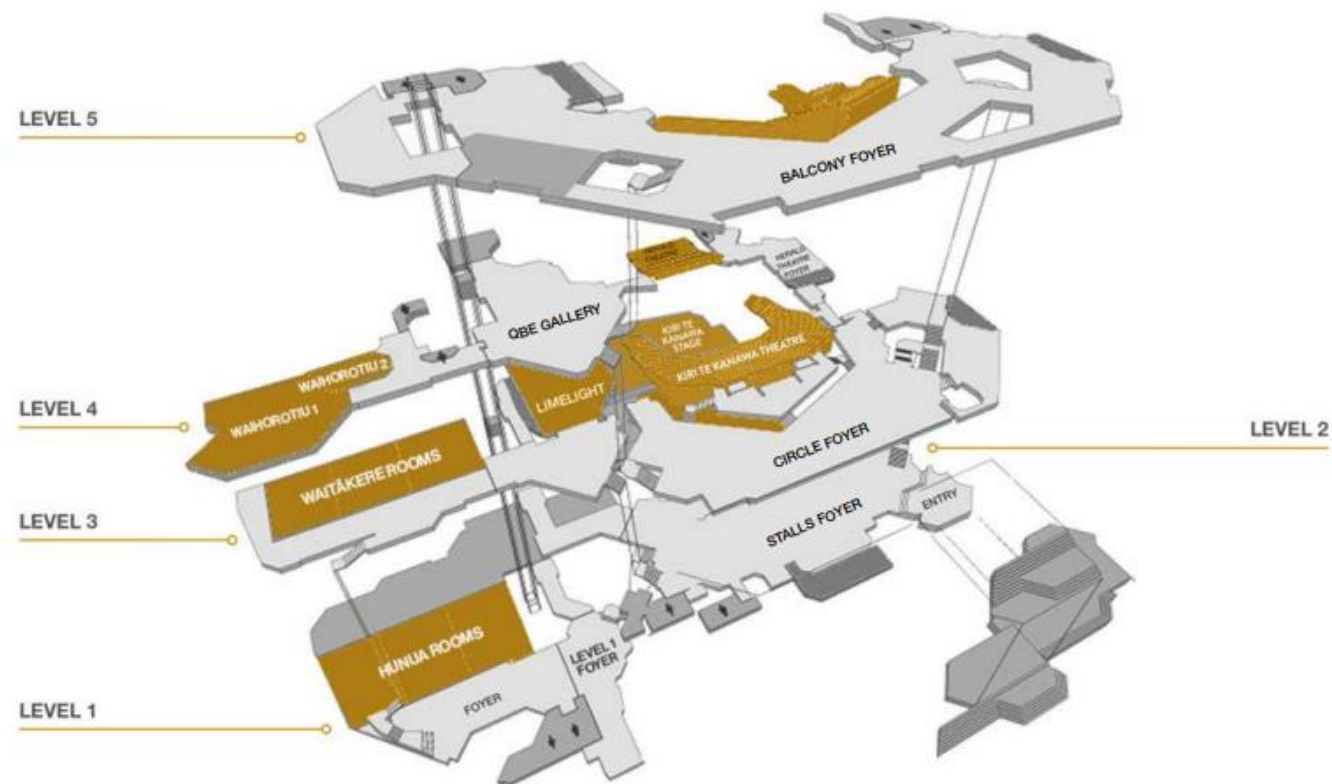 LEVEL 5
BALCONY FOYER
HERALD
THEATRE
HERALD
THEATRE
FOYER
QBE GALLERY
KIRI TE
KANAWA
STAGE
KIRI TE KANAWA THEATRE
WAIHOROTIU 2
WAIHOROTIU 1
LIMELIGHT
LEVEL 4
LEVEL 2
CIRCLE FOYER
WAITĀKERE ROOMS
LEVEL 3
STALLS FOYER
ENTRY
HUNUA ROOMS
LEVEL 1
FOYER
FOYER
LEVEL 1